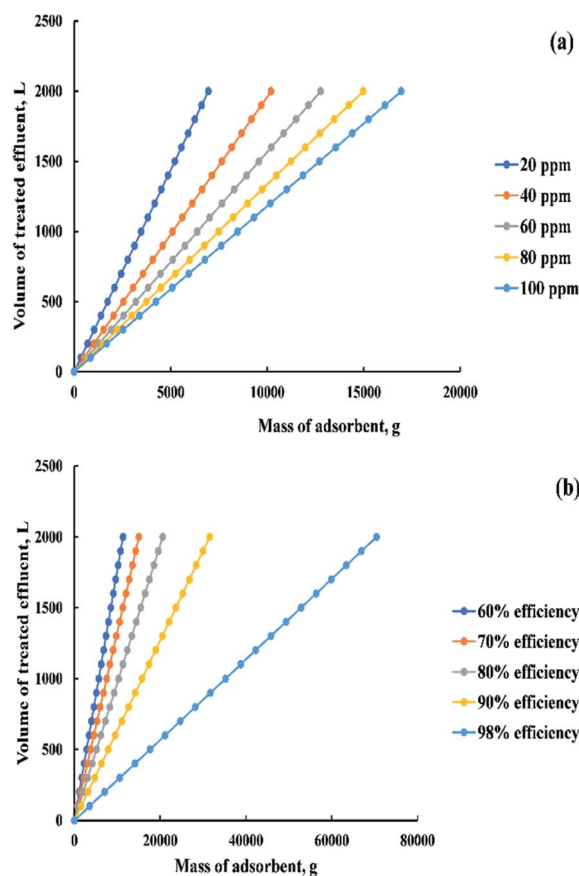 (a)
2500
2000
1500
1000
500
0
Volume of treated effluent, L
0 5000 10000 15000 20000
Mass of adsorbent, g
20 ppm
40 ppm
60 ppm
80 ppm
100 ppm
(b)
2500
2000
1500
1000
500
0
Volume of treated effluent, L
0 20000 40000 60000 80000
Mass of adsorbent, g
60% efficiency
70% efficiency
80% efficiency
90% efficiency
98% efficiency